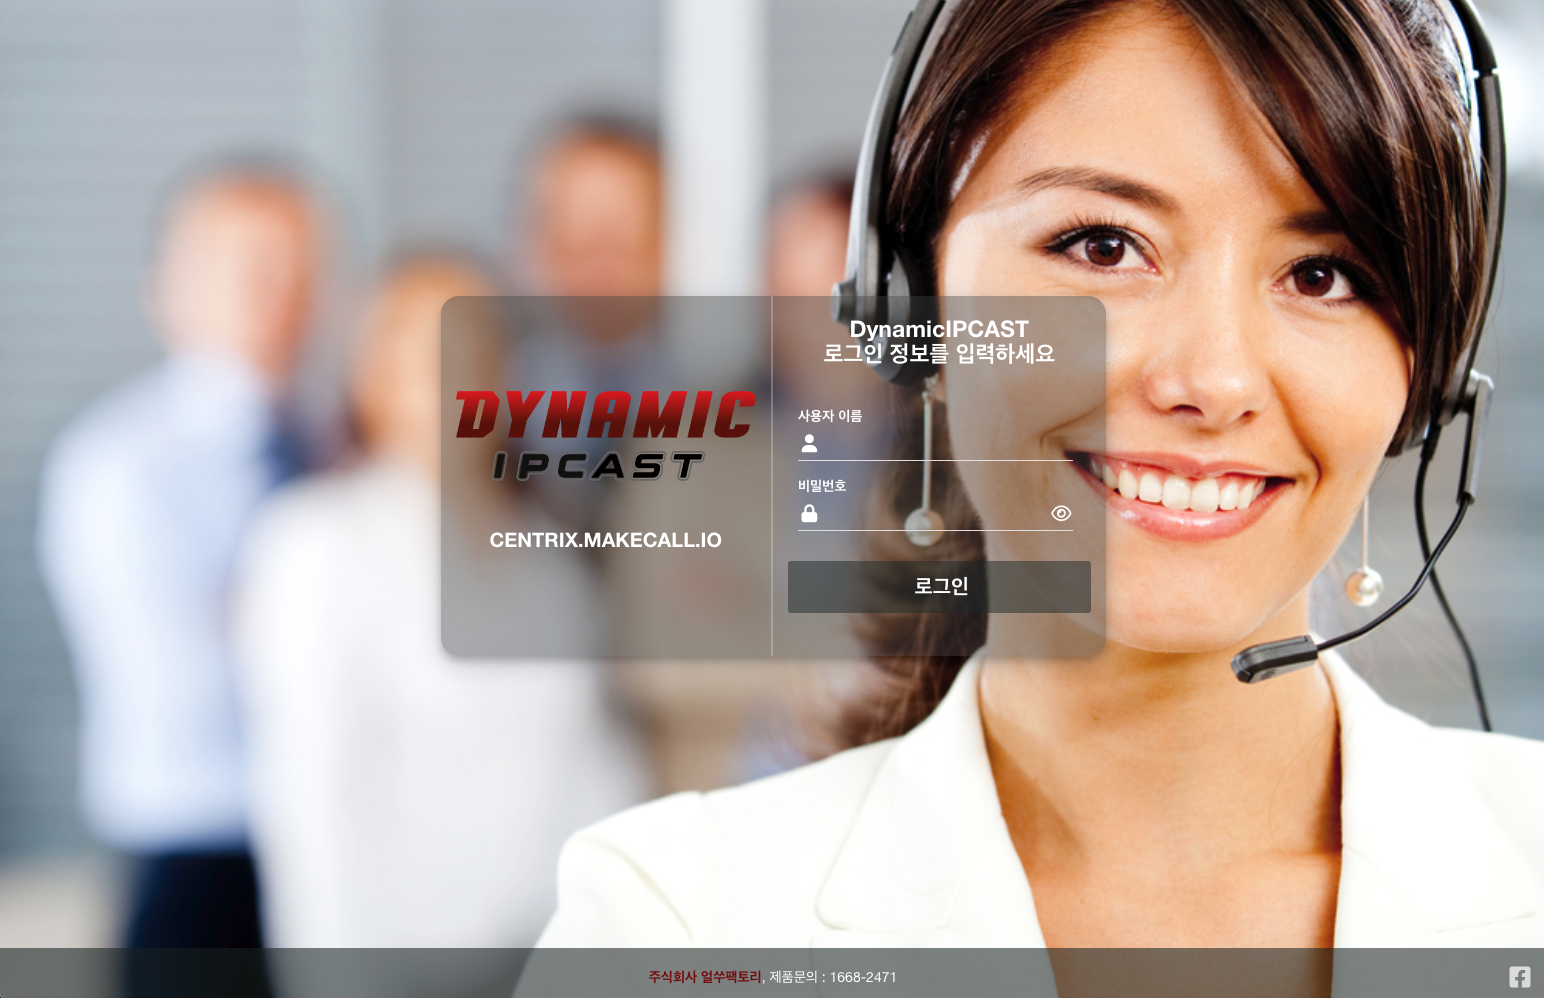 DYNAMIC
IPCAST
CENTRIX.MAKECALL.IO
DynamicIPCAST
로그인 정보를 입력하세요
사용자 이름
비밀번호
로그인
주식회사 얼쑤팩토리, 제품문의 : 1668-2471